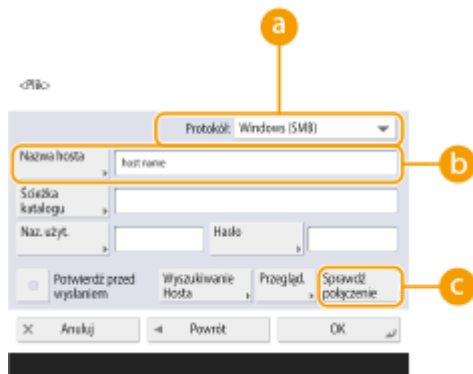 a
<Plik>
Protokół: Windows (SMB)
Nazwa hosta
host name
b
Ścieżka
katalogu
Naz. użyt.
Hasło
Potwierdź przed
wysłaniem
Wyszukiwanie
Hosta
Przegląd.
Sprawdź
połączenie
c
Anuluj
Powrót
OK